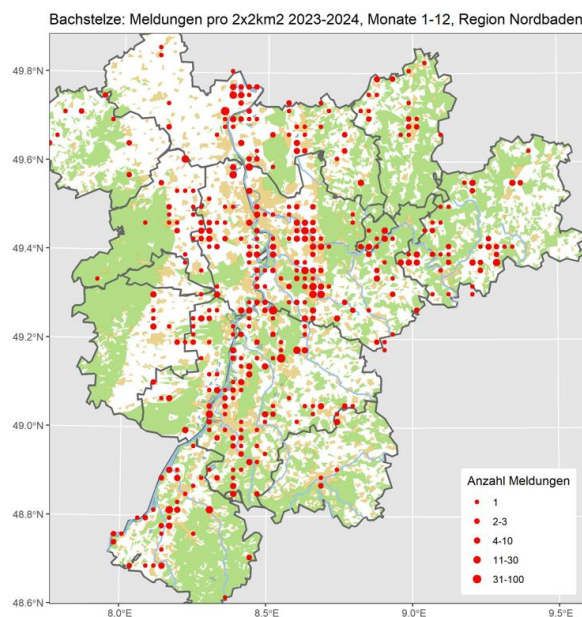 Bachstelze: Meldungen pro 2x2km2 2023-2024, Monate 1-12, Region Nordbaden
49.8°N
49.6°N
49.4°N
49.2°N
49.0°N
48.8°N
48.6°N
Anzahl Meldungen
1
2-3
4-10
11-30
31-100
8.0°E
8.5°E
9.0°E
9.5°E